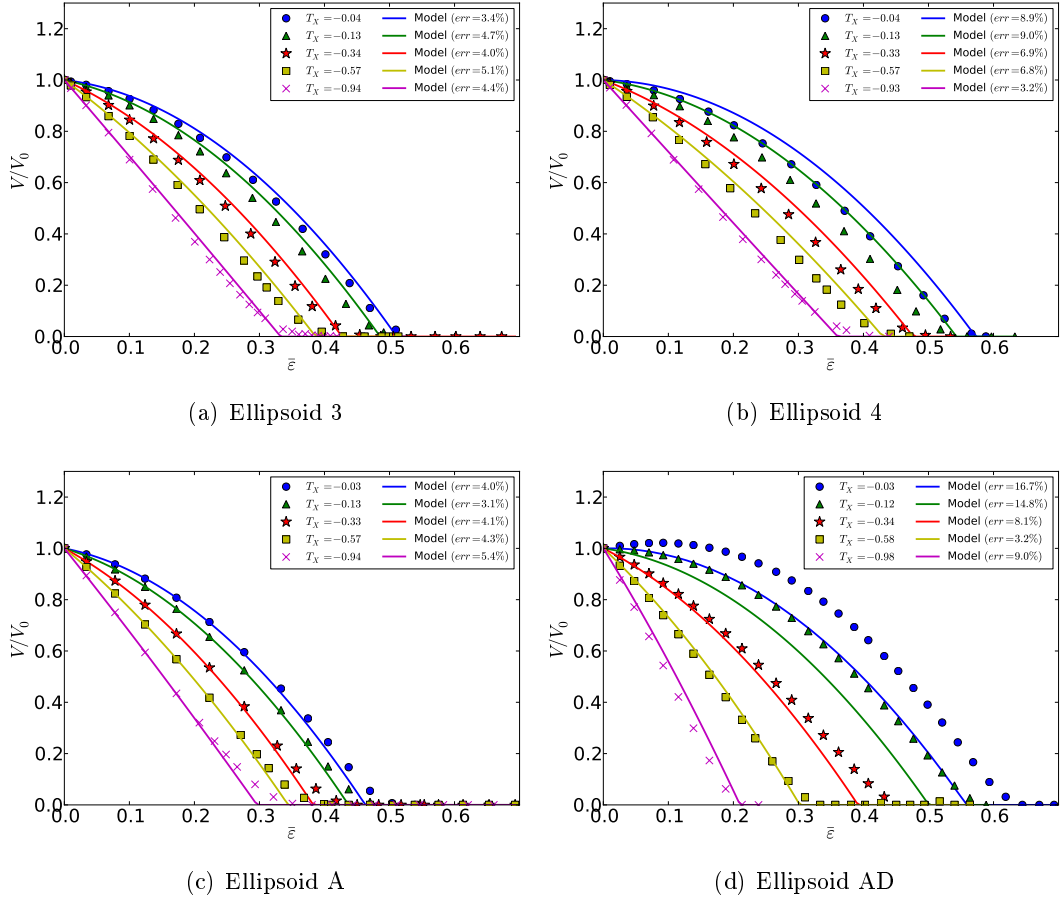 T_X = −0.04 Model (err=3.4%)
T_X = −0.13 Model (err=4.7%)
T_X = −0.34 Model (err=4.0%)
T_X = −0.57 Model (err=5.1%)
T_X = −0.94 Model (err=4.4%)
1.2
1.0
0.8
0.6
0.4
0.2
0.0
V/V₀
0.0 0.1 0.2 0.3 0.4 0.5 0.6
ε̄
(a) Ellipsoid 3
T_X = −0.04 Model (err=8.9%)
T_X = −0.13 Model (err=9.0%)
T_X = −0.33 Model (err=6.9%)
T_X = −0.57 Model (err=6.8%)
T_X = −0.93 Model (err=3.2%)
1.2
1.0
0.8
0.6
0.4
0.2
0.0
V/V₀
0.0 0.1 0.2 0.3 0.4 0.5 0.6
ε̄
(b) Ellipsoid 4
T_X = −0.03 Model (err=4.0%)
T_X = −0.13 Model (err=3.1%)
T_X = −0.33 Model (err=4.1%)
T_X = −0.57 Model (err=4.3%)
T_X = −0.94 Model (err=5.4%)
1.2
1.0
0.8
0.6
0.4
0.2
0.0
V/V₀
0.0 0.1 0.2 0.3 0.4 0.5 0.6
ε̄
(c) Ellipsoid A
T_X = −0.03 Model (err=16.7%)
T_X = −0.12 Model (err=14.8%)
T_X = −0.34 Model (err=8.1%)
T_X = −0.58 Model (err=3.2%)
T_X = −0.98 Model (err=9.0%)
1.2
1.0
0.8
0.6
0.4
0.2
0.0
V/V₀
0.0 0.1 0.2 0.3 0.4 0.5 0.6
ε̄
(d) Ellipsoid AD